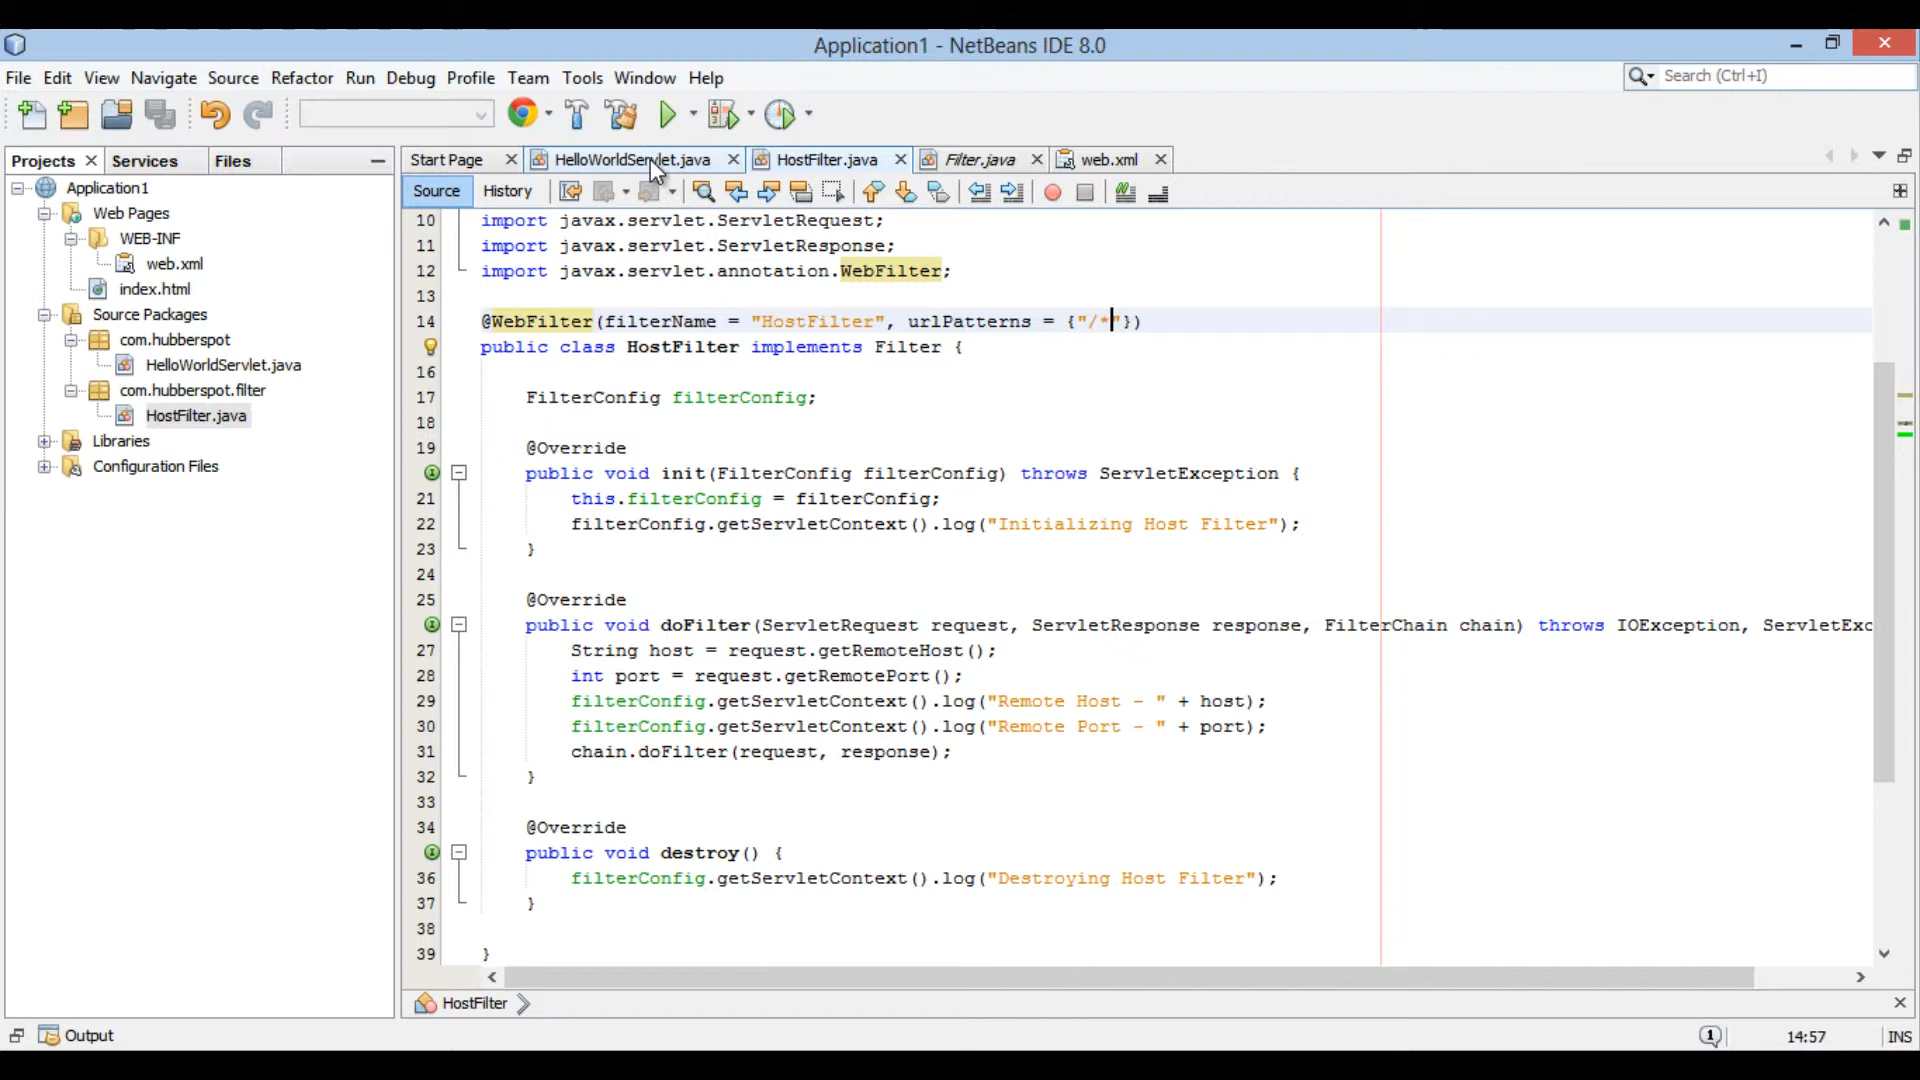 Application1 - NetBeans IDE 8.0
File Edit View Navigate Source Refactor Run Debug Profile Team Tools Window Help
Search (Ctrl+I)
Projects Services Files
Start Page HelloWorldServlet.java HostFilter.java Filter.java web.xml
Source History
Application1
Web Pages
WEB-INF
web.xml
index.html
Source Packages
com.hubberspot
HelloWorldServlet.java
com.hubberspot.filter
HostFilter.java
Libraries
Configuration Files
10 import javax.servlet.ServletRequest;
11 import javax.servlet.ServletResponse;
12 import javax.servlet.annotation.WebFilter;
13
14 @WebFilter(filterName = "HostFilter", urlPatterns = {"/*"})
public class HostFilter implements Filter {
16
17 FilterConfig filterConfig;
18
19 @Override
public void init(FilterConfig filterConfig) throws ServletException {
21 this.filterConfig = filterConfig;
22 filterConfig.getServletContext().log("Initializing Host Filter");
23 }
24
25 @Override
public void doFilter(ServletRequest request, ServletResponse response, FilterChain chain) throws IOException, ServletExc
27 String host = request.getRemoteHost();
28 int port = request.getRemotePort();
29 filterConfig.getServletContext().log("Remote Host - " + host);
30 filterConfig.getServletContext().log("Remote Port - " + port);
31 chain.doFilter(request, response);
32 }
33
34 @Override
public void destroy() {
36 filterConfig.getServletContext().log("Destroying Host Filter");
37 }
38
39 }
HostFilter
Output
1
14:57 INS